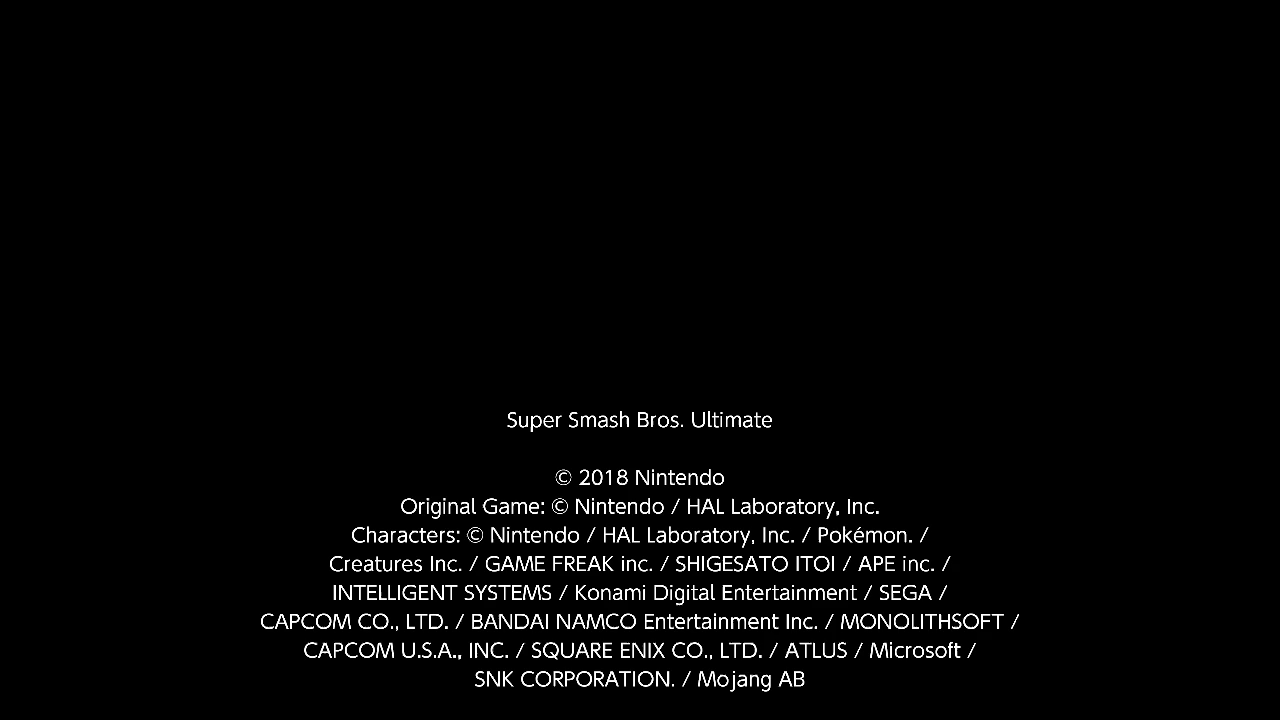 Super Smash Bros. Ultimate
© 2018 Nintendo
Original Game: © Nintendo / HAL Laboratory, Inc.
Characters: © Nintendo / HAL Laboratory, Inc. / Pokémon. /
Creatures Inc. / GAME FREAK inc. / SHIGESATO ITOI / APE inc. /
INTELLIGENT SYSTEMS / Konami Digital Entertainment / SEGA /
CAPCOM CO., LTD. / BANDAI NAMCO Entertainment Inc. / MONOLITHSOFT /
CAPCOM U.S.A., INC. / SQUARE ENIX CO., LTD. / ATLUS / Microsoft /
SNK CORPORATION. / Mojang AB